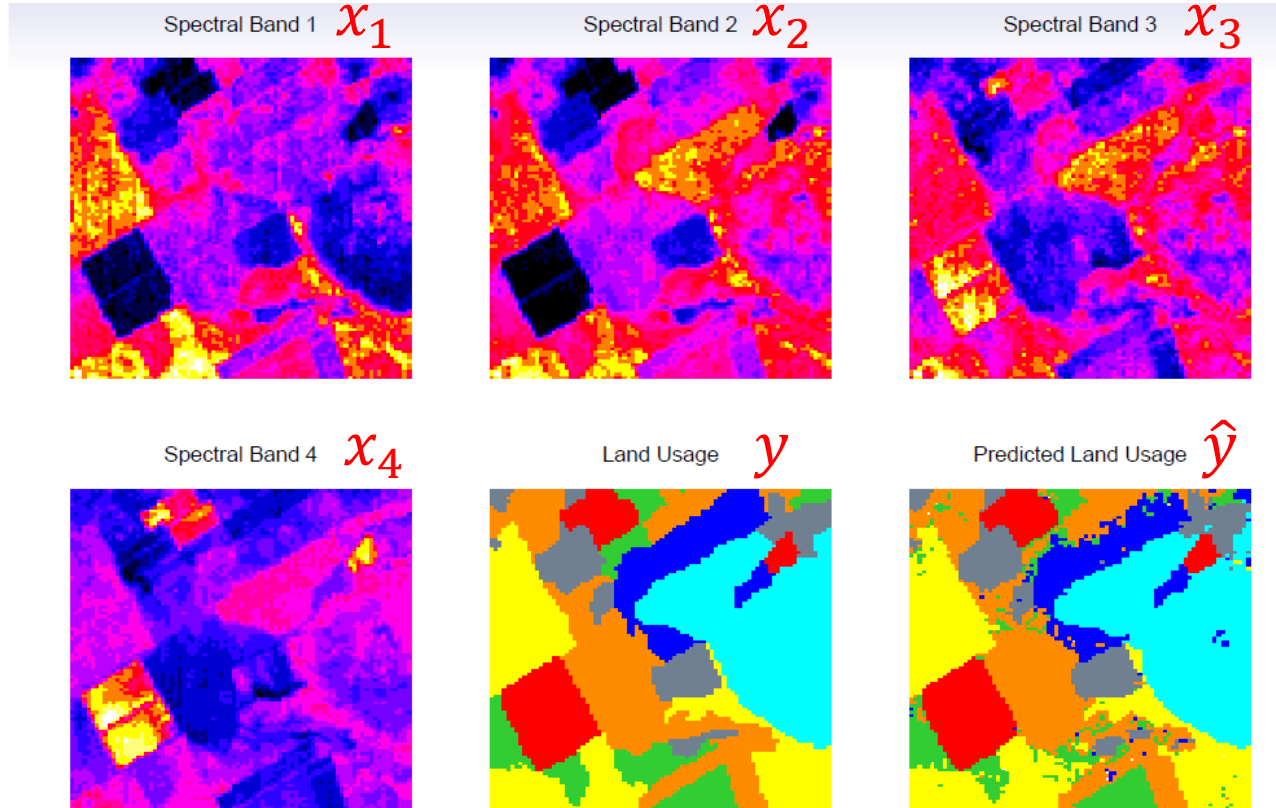 Spectral Band 1 x₁
Spectral Band 2 x₂
Spectral Band 3 x₃
Spectral Band 4 x₄
Land Usage y
Predicted Land Usage ŷ